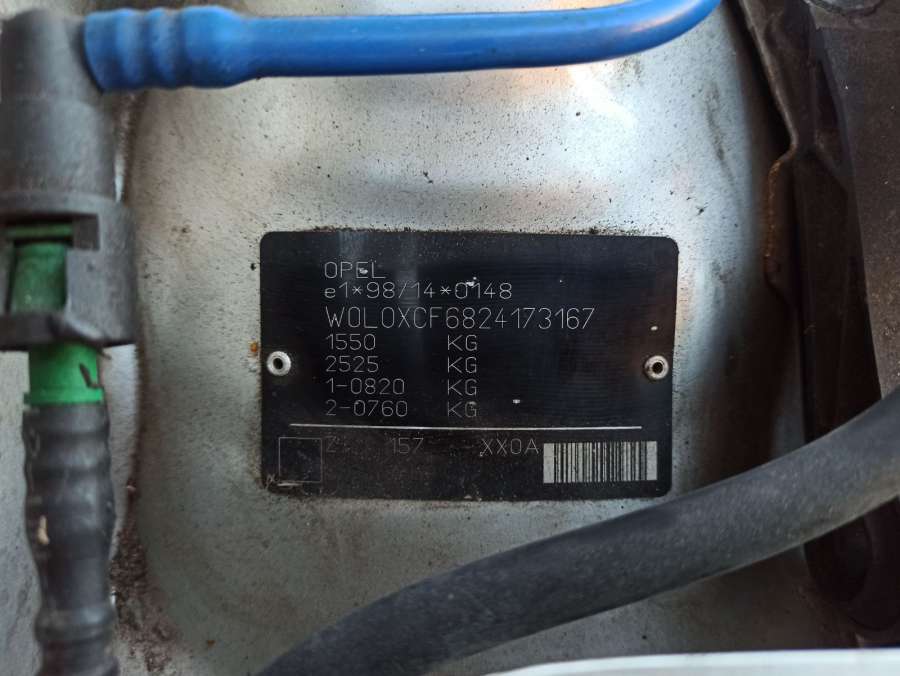 OPEL
e1*98/14*0148
W0L0XCF6824173167
1550 KG
2525 KG
1-0820 KG
2-0760 KG
Z 157 XX0A